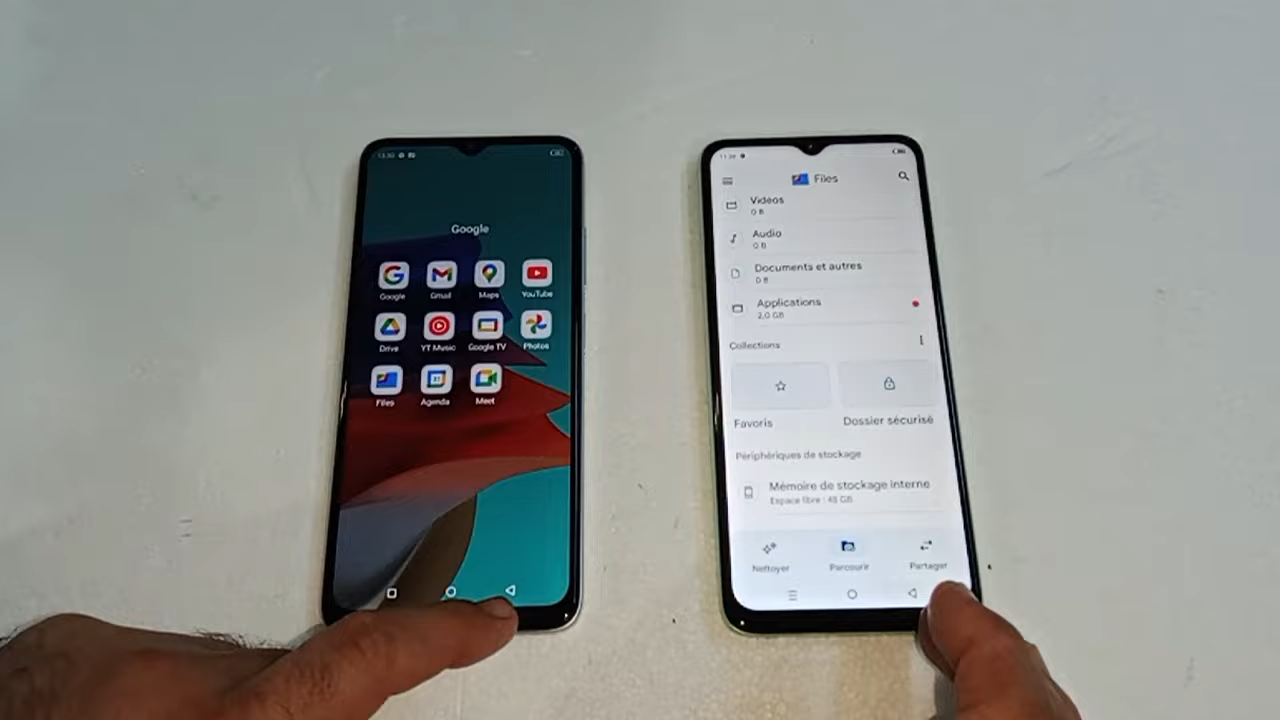 Google
Google Gmail Maps YouTube
Drive YT Music Google TV Photos
Files Agenda Meet
Files
Vidéos
0 B
Audio
0 B
Documents et autres
0 B
Applications
2,0 GB
Collections
Favoris Dossier sécurisé
Périphériques de stockage
Mémoire de stockage interne
Espace libre : 48 GB
Nettoyer Parcourir Partager